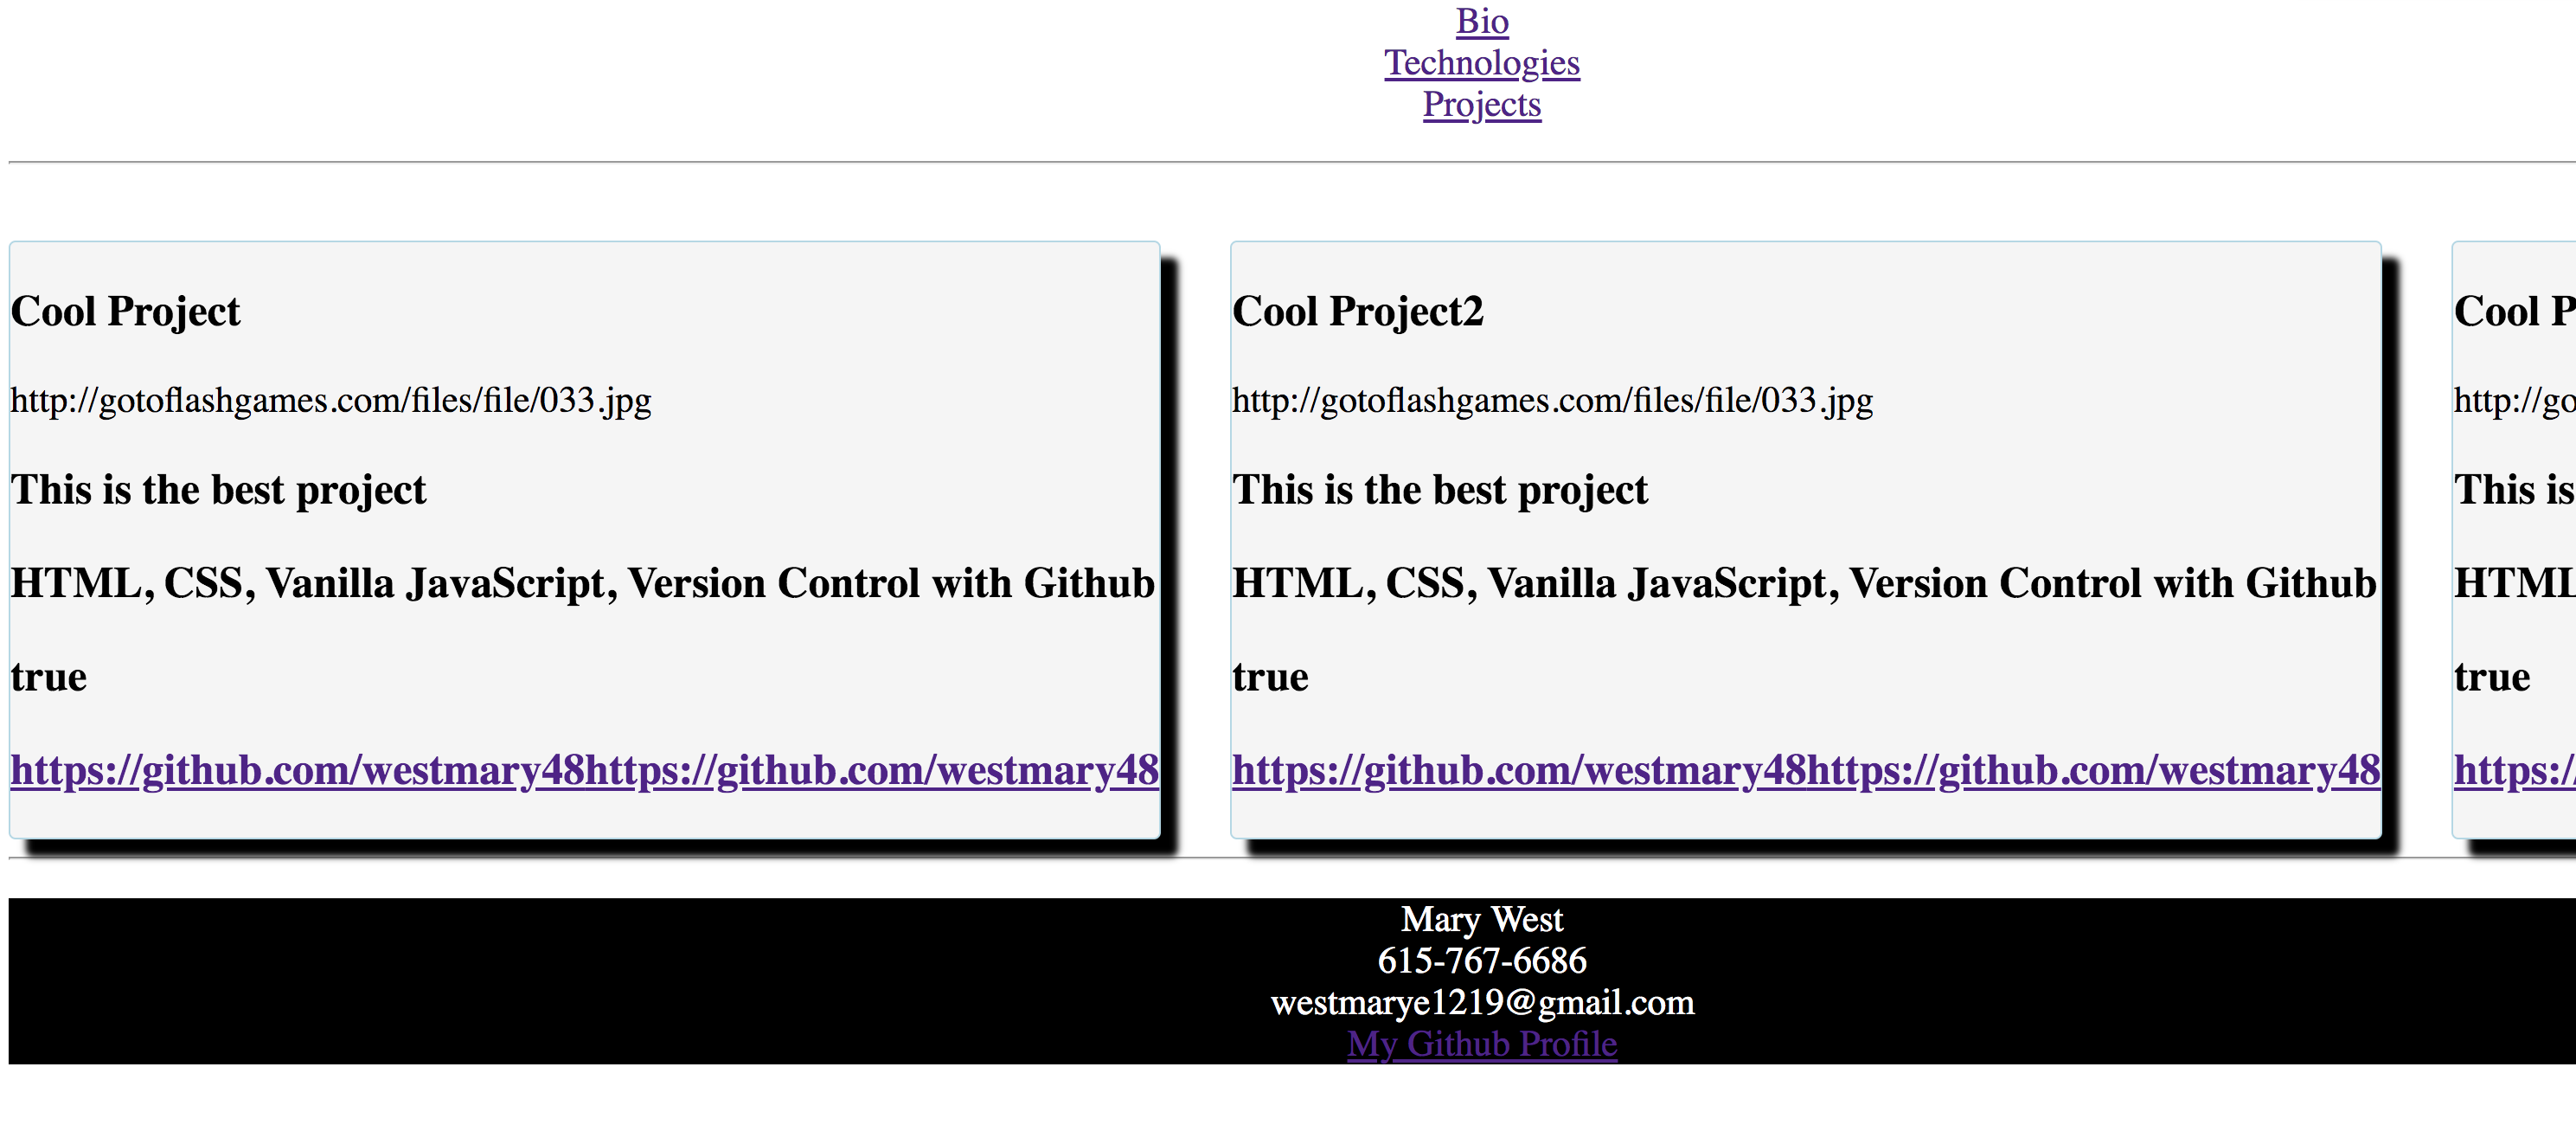 Bio
Technologies
Projects
Cool Project
http://gotoflashgames.com/files/file/033.jpg
This is the best project
HTML, CSS, Vanilla JavaScript, Version Control with Github
true
https://github.com/westmary48https://github.com/westmary48
Cool Project2
http://gotoflashgames.com/files/file/033.jpg
This is the best project
HTML, CSS, Vanilla JavaScript, Version Control with Github
true
https://github.com/westmary48https://github.com/westmary48
Cool P
http://go
This is
HTML
true
https:/
Mary West
615-767-6686
westmarye1219@gmail.com
My Github Profile